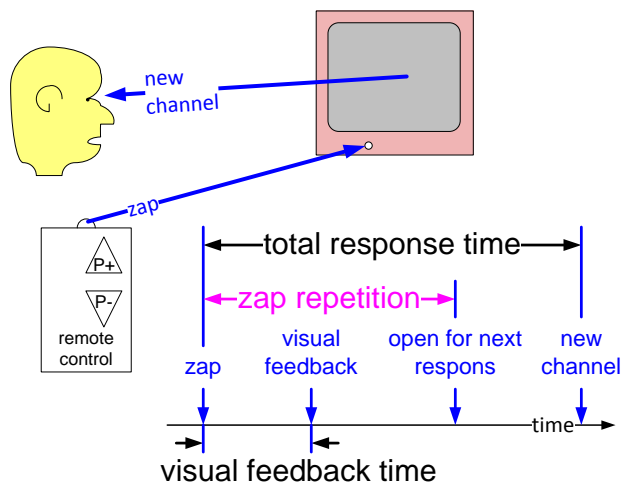 new
channel
zap
P+
P-
remote
control
total response time
zap repetition
visual
feedback
open for next
respons
new
channel
zap
time
visual feedback time